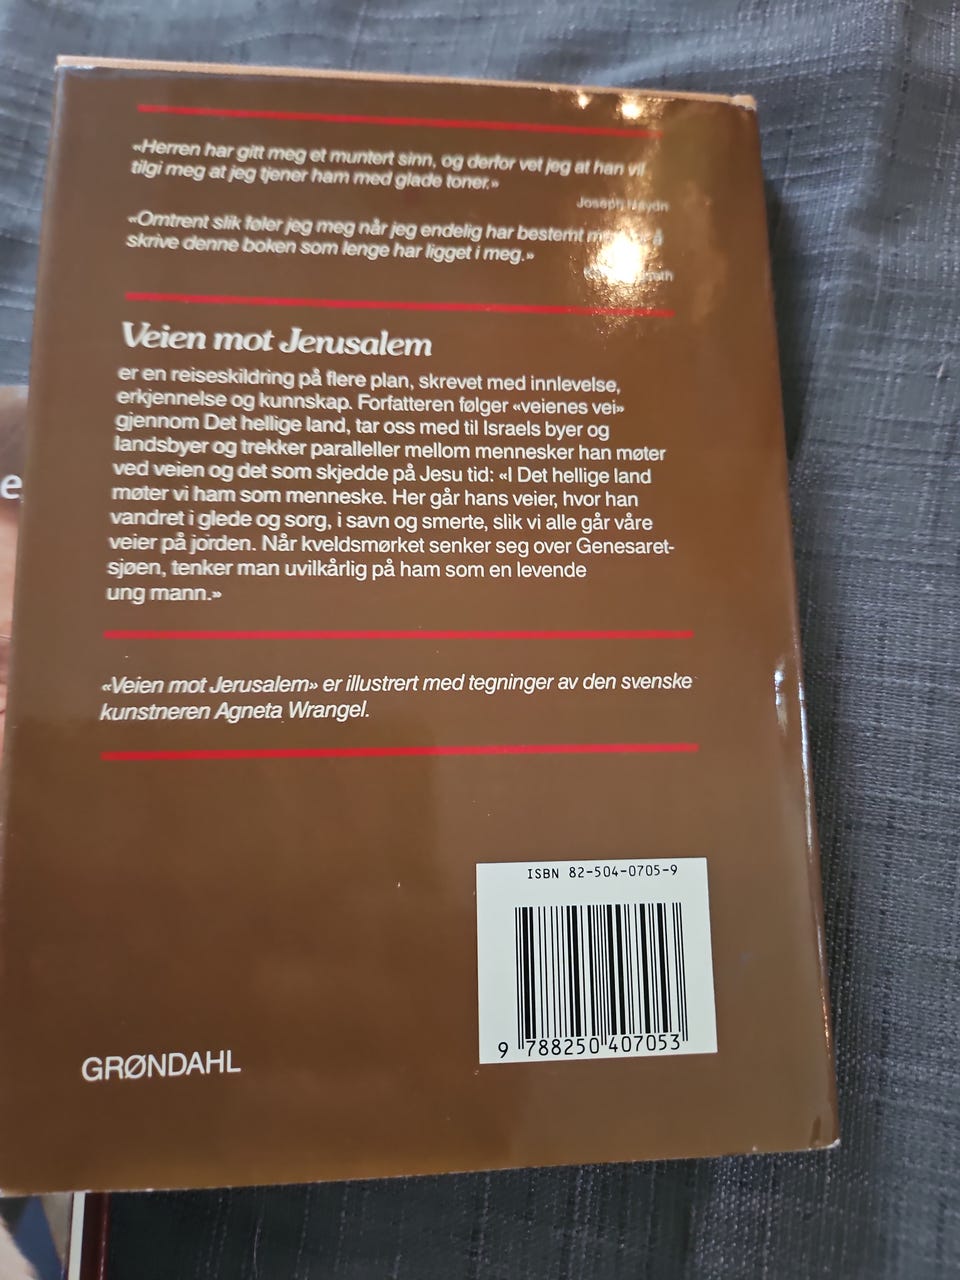 «Herren har gitt meg et muntert sinn, og derfor vet jeg at han vil
tilgi meg at jeg tjener ham med glade toner.»
Joseph Haydn
«Omtrent slik føler jeg meg når jeg endelig har bestemt
skrive denne boken som lenge har ligget i meg.»
Veien mot Jerusalem
er en reiseskildring på flere plan, skrevet med innlevelse,
erkjennelse og kunnskap. Forfatteren følger «veienes vei»
gjennom Det hellige land, tar oss med til Israels byer og
landsbyer og trekker paralleller mellom mennesker han møter
ved veien og det som skjedde på Jesu tid: «I Det hellige land
møter vi ham som menneske. Her går hans veier, hvor han
vandret i glede og sorg, i savn og smerte, slik vi alle går våre
veier på jorden. Når kveldsmørket senker seg over Genesaret-
sjøen, tenker man uvilkårlig på ham som en levende
ung mann.»
«Veien mot Jerusalem» er illustrert med tegninger av den svenske
kunstneren Agneta Wrangel.
ISBN 82-504-0705-9
9 788250 407053
GRØNDAHL